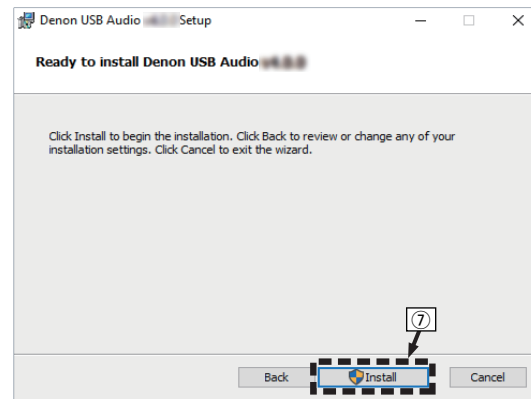 Denon USB Audio Setup
Ready to install Denon USB Audio
Click Install to begin the installation. Click Back to review or change any of your
installation settings. Click Cancel to exit the wizard.
⑦
Back
Install
Cancel